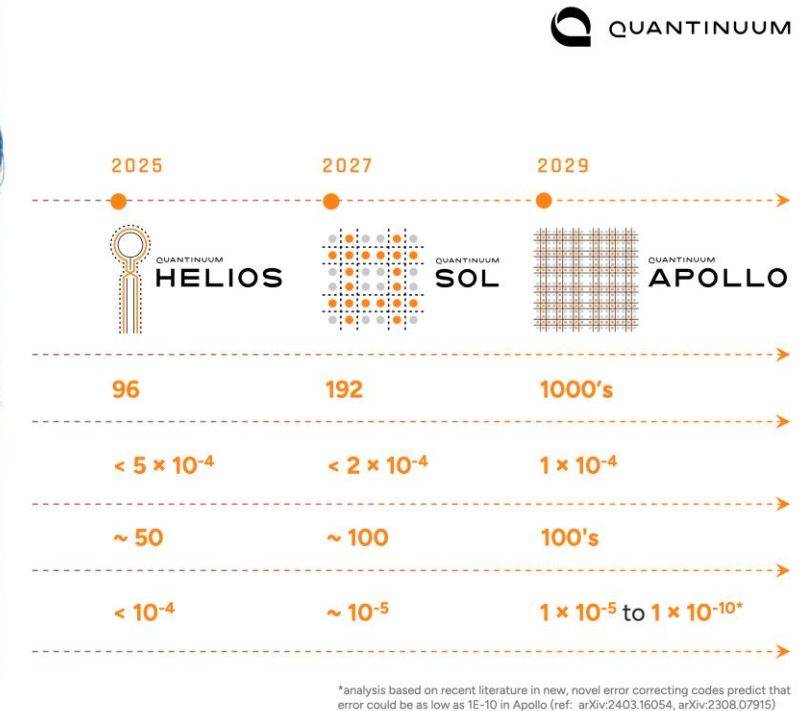 QUANTINUUM
2025 2027 2029
QUANTINUUM QUANTINUUM QUANTINUUM
HELIOS SOL APOLLO
96 192 1000's
< 5 × 10⁻⁴ < 2 × 10⁻⁴ 1 × 10⁻⁴
~ 50 ~ 100 100's
< 10⁻⁴ ~ 10⁻⁵ 1 × 10⁻⁵ to 1 × 10⁻¹⁰*
*analysis based on recent literature in new, novel error correcting codes predict that
error could be as low as 1E-10 in Apollo (ref: arXiv:2403.16054, arXiv:2308.07915)